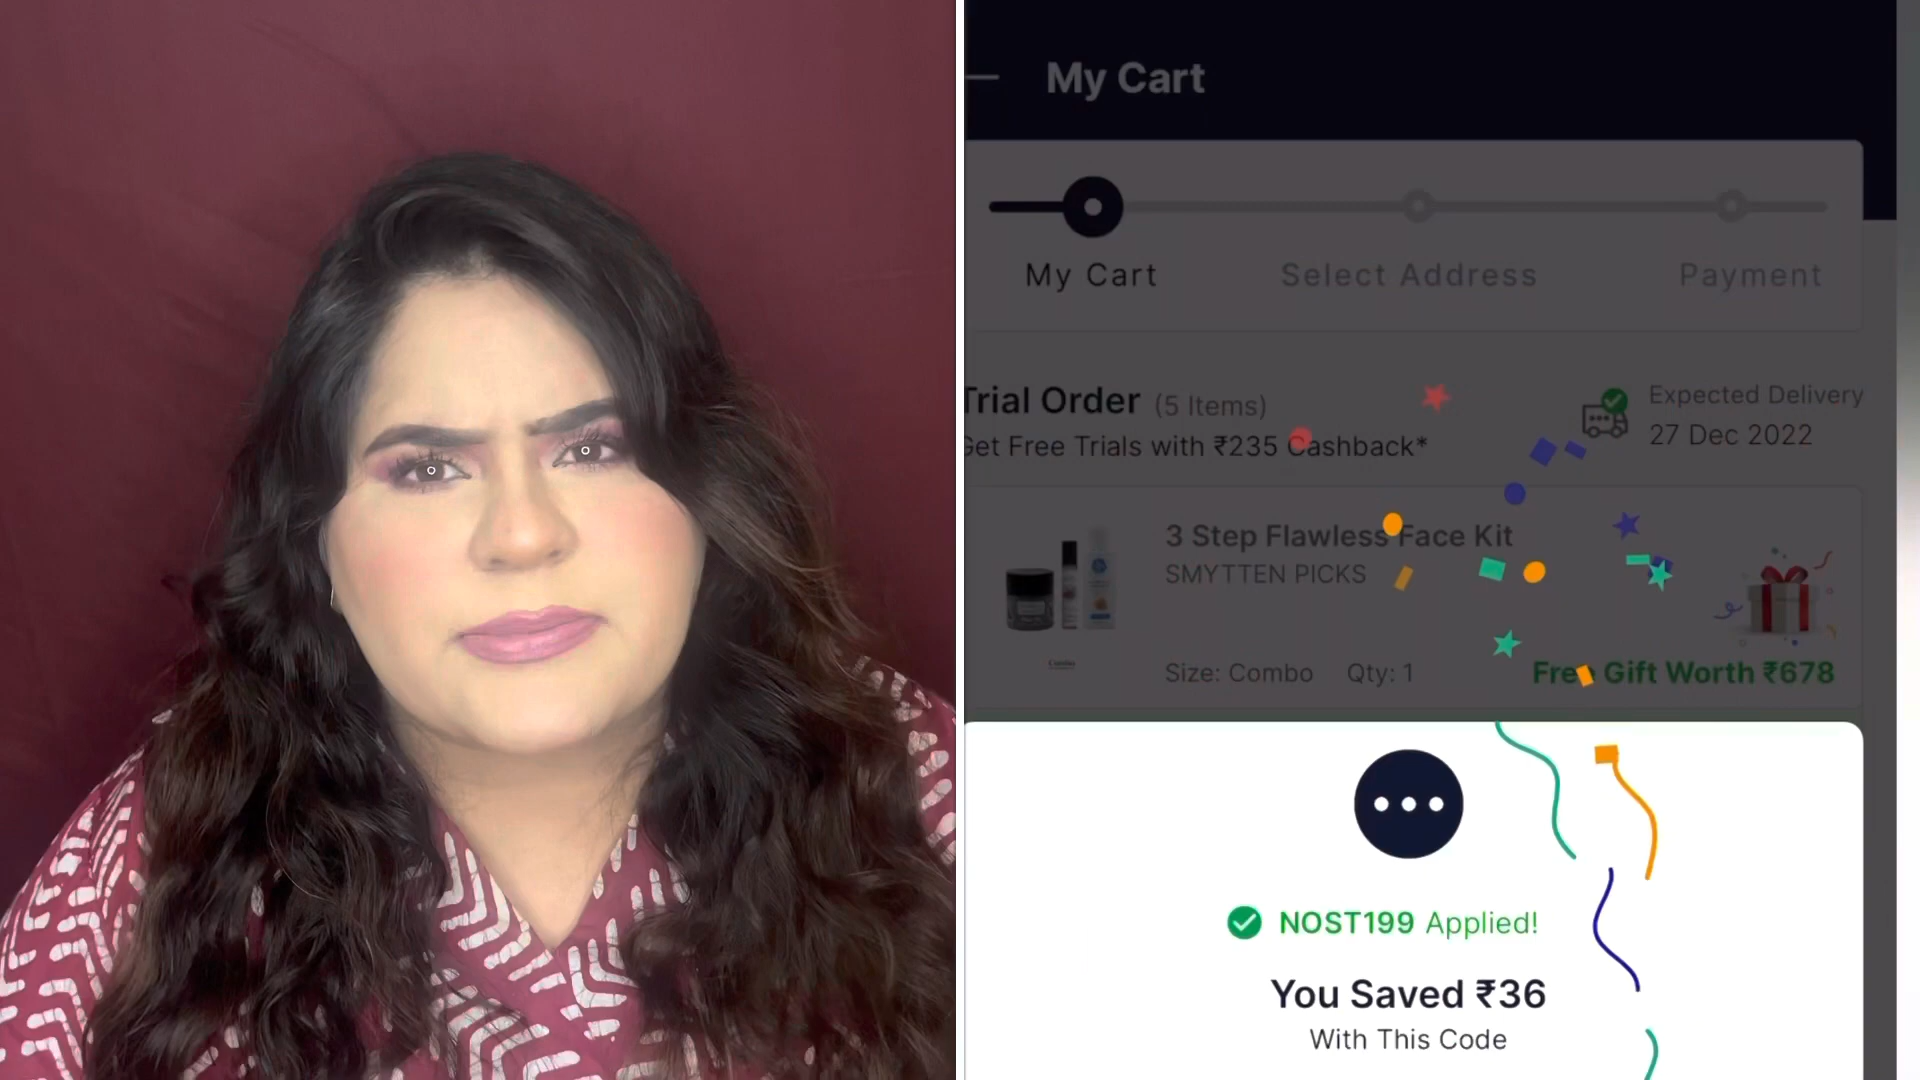 My Cart
My Cart
Select Address
Payment
Trial Order (5 Items)
Get Free Trials with ₹235 Cashback*
Expected Delivery
27 Dec 2022
3 Step Flawless Face Kit
SMYTTEN PICKS
Size: Combo
Qty: 1
Free Gift Worth ₹678
NOST199 Applied!
You Saved ₹36
With This Code